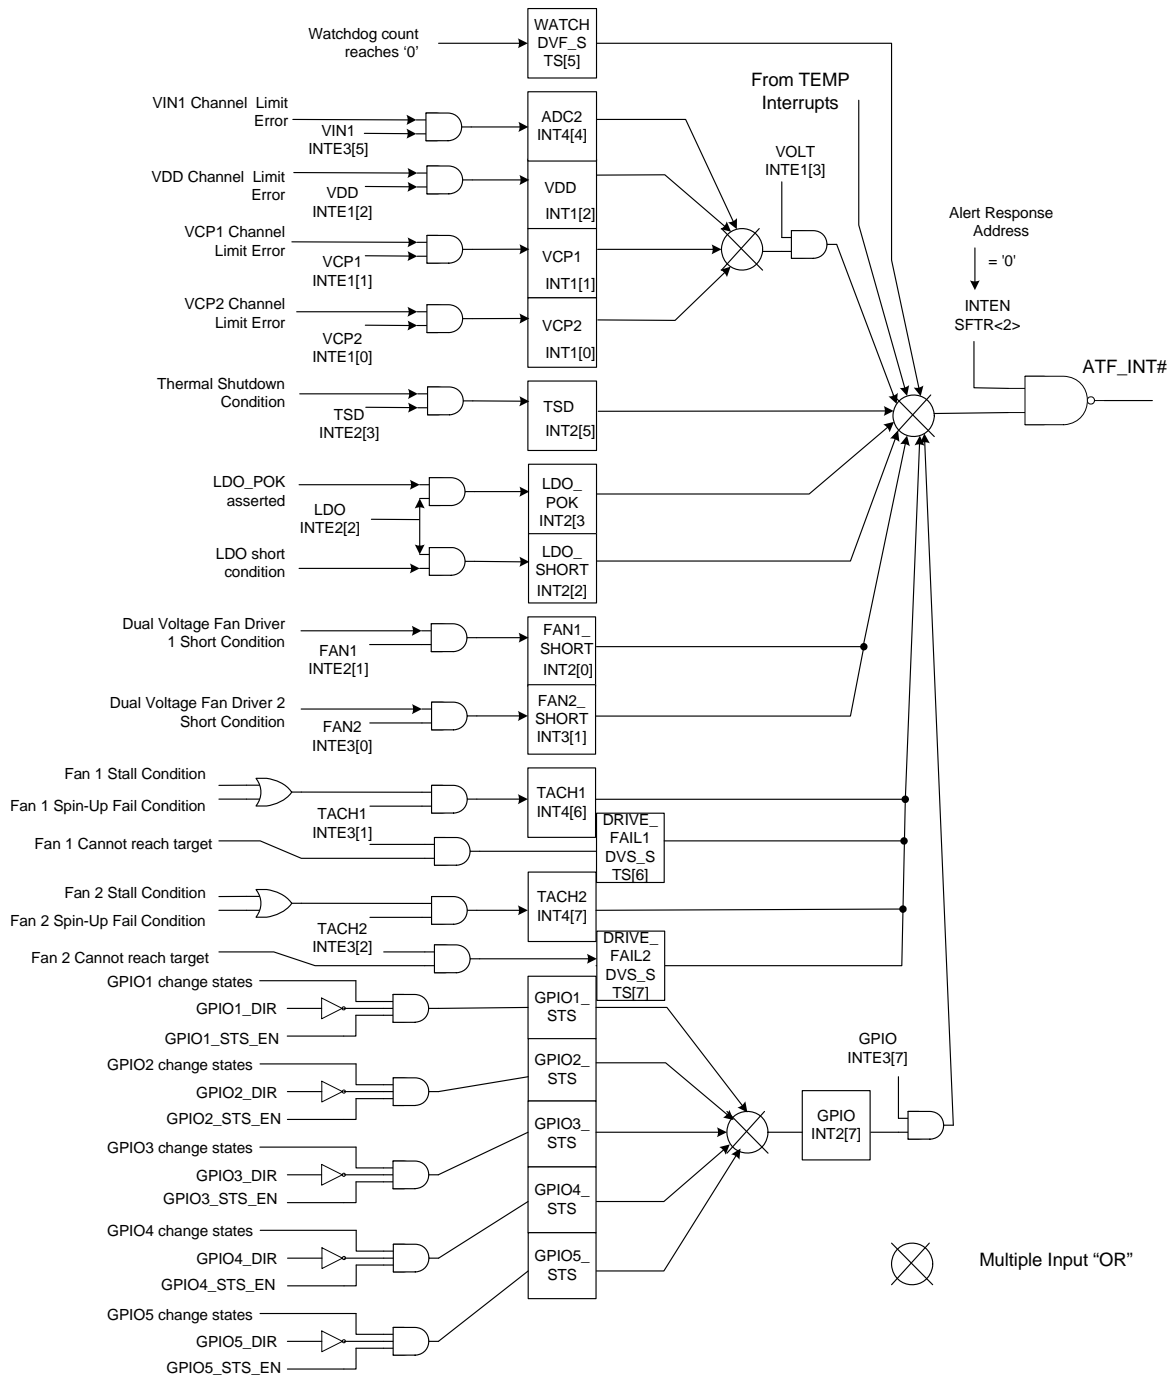 Watchdog count
reaches ‘0’
WATCH
DVF_S
TS[5]
From TEMP
Interrupts
VIN1 Channel Limit
Error
VIN1
INTE3[5]
ADC2
INT4[4]
VOLT
INTE1[3]
VDD Channel Limit
Error
VDD
INTE1[2]
VDD
INT1[2]
VCP1 Channel
Limit Error
VCP1
INTE1[1]
VCP1
INT1[1]
VCP2 Channel
Limit Error
VCP2
INTE1[0]
VCP2
INT1[0]
Alert Response
Address
= '0'
INTEN
SFTR<2>
ATF_INT#
Thermal Shutdown
Condition
TSD
INTE2[3]
TSD
INT2[5]
LDO_POK
asserted
LDO
INTE2[2]
LDO_
POK
INT2[3
LDO short
condition
LDO_
SHORT
INT2[2]
Dual Voltage Fan Driver
1 Short Condition
FAN1
INTE2[1]
FAN1_
SHORT
INT2[0]
Dual Voltage Fan Driver 2
Short Condition
FAN2
INTE3[0]
FAN2_
SHORT
INT3[1]
Fan 1 Stall Condition
Fan 1 Spin-Up Fail Condition
TACH1
INTE3[1]
TACH1
INT4[6]
Fan 1 Cannot reach target
DRIVE_
FAIL1
DVS_S
TS[6]
Fan 2 Stall Condition
Fan 2 Spin-Up Fail Condition
TACH2
INTE3[2]
TACH2
INT4[7]
Fan 2 Cannot reach target
DRIVE_
FAIL2
DVS_S
TS[7]
GPIO1 change states
GPIO1_DIR
GPIO1_STS_EN
GPIO1_
STS
GPIO2 change states
GPIO2_DIR
GPIO2_STS_EN
GPIO2_
STS
GPIO3 change states
GPIO3_DIR
GPIO3_STS_EN
GPIO3_
STS
GPIO4 change states
GPIO4_DIR
GPIO4_STS_EN
GPIO4_
STS
GPIO5 change states
GPIO5_DIR
GPIO5_STS_EN
GPIO5_
STS
GPIO
INT2[7]
GPIO
INTE3[7]
Multiple Input “OR”